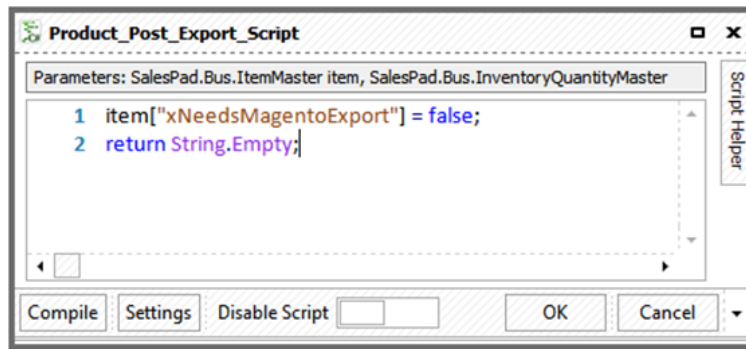 Product_Post_Export_Script
Parameters: SalesPad.Bus.ItemMaster item, SalesPad.Bus.InventoryQuantityMaster
Script Helper
1 item["xNeedsMagentoExport"] = false;
2 return String.Empty;
Compile Settings Disable Script OK Cancel